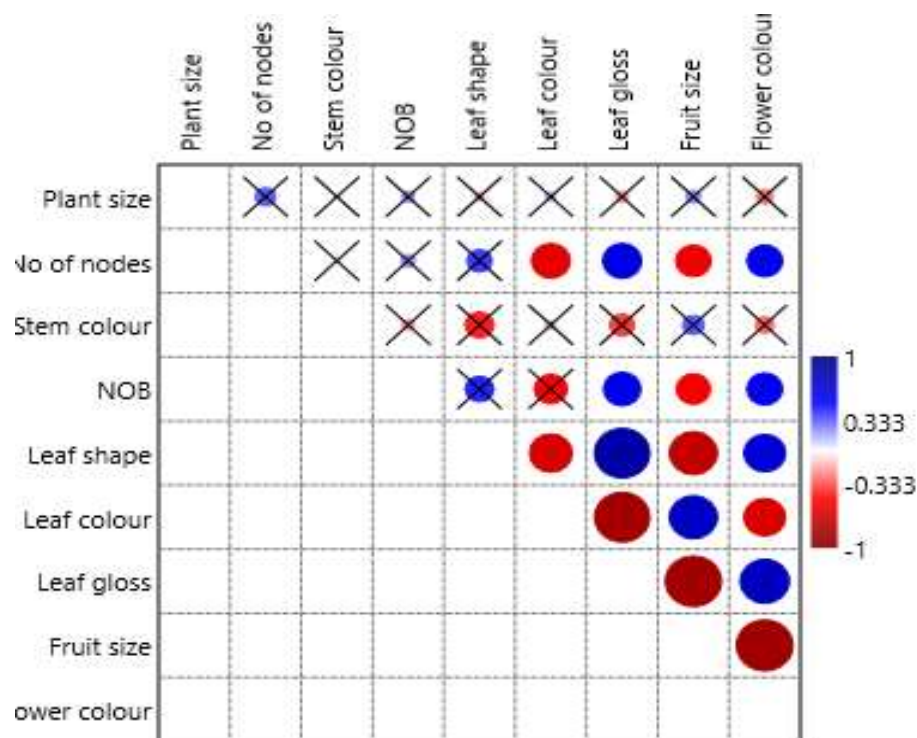 Plant size
No of nodes
Stem colour
NOB
Leaf shape
Leaf colour
Leaf gloss
Fruit size
Flower colou
Plant size
No of nodes
Stem colour
NOB
Leaf shape
Leaf colour
Leaf gloss
Fruit size
ower colour
1
0.333
-0.333
-1